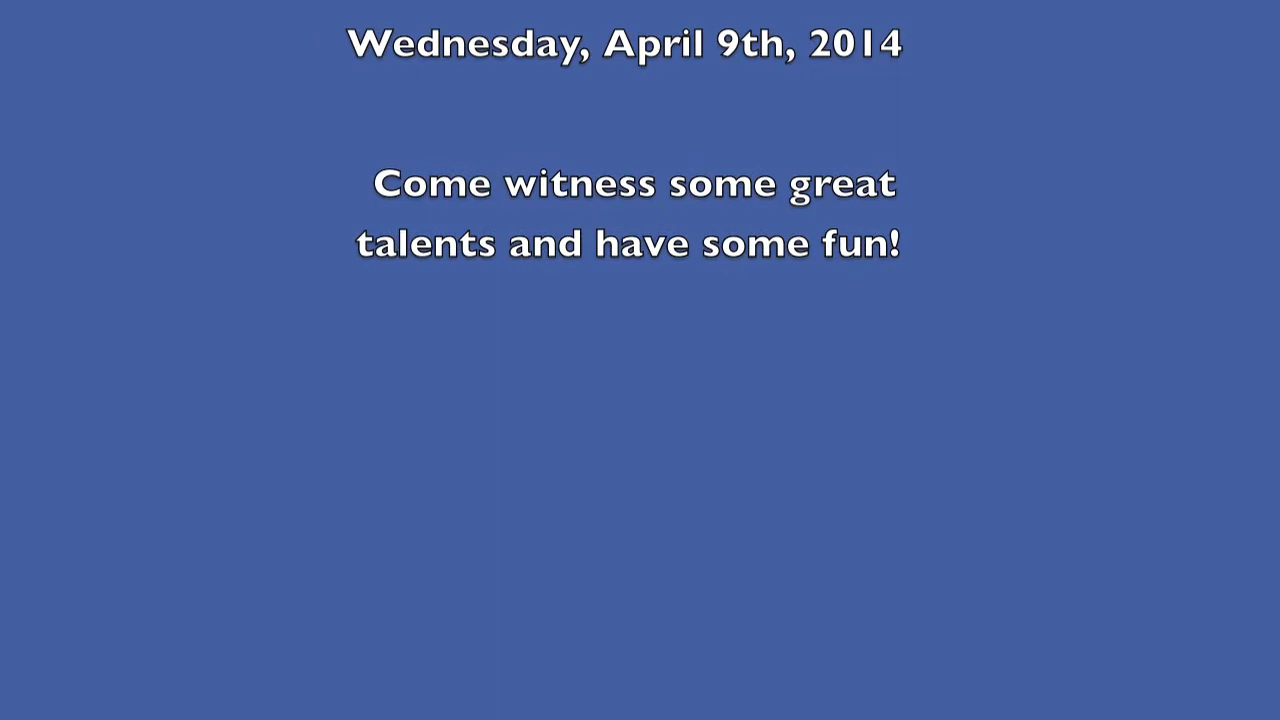 Wednesday, April 9th, 2014
Come witness some great
talents and have some fun!